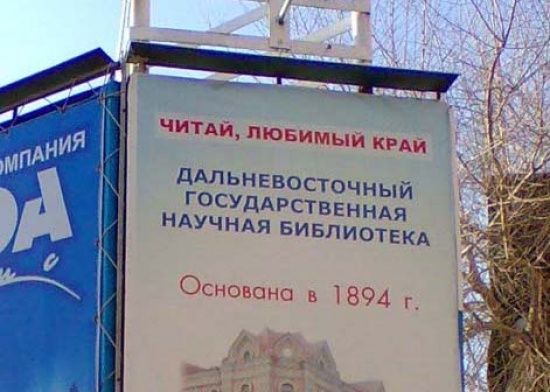 ЧИТАЙ, ЛЮБИМЫЙ КРАЙ
ДАЛЬНЕВОСТОЧНЫЙ
ГОСУДАРСТВЕННАЯ
НАУЧНАЯ БИБЛИОТЕКА
Основана в 1894 г.